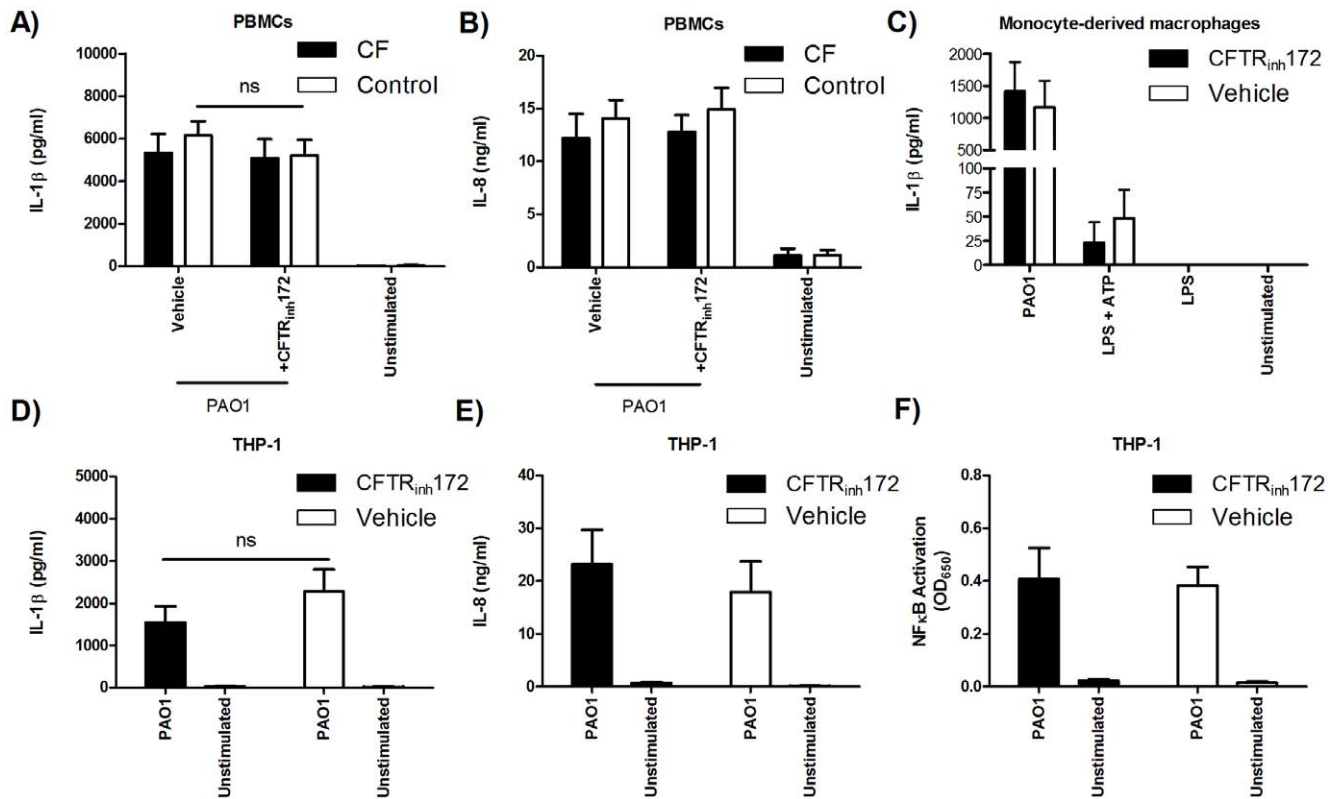 A)
PBMCs
CF
Control
ns
IL-1β (pg/ml)
10000
8000
6000
4000
2000
0
Vehicle
+CFTRinh172
Unstimulated
PAO1
B)
PBMCs
CF
Control
IL-8 (ng/ml)
20
15
10
5
0
Vehicle
+CFTRinh172
Unstimulated
PAO1
C)
Monocyte-derived macrophages
CFTRinh172
Vehicle
IL-1β (pg/ml)
2000
1500
1000
500
100
75
50
25
0
PAO1
LPS + ATP
LPS
Unstimulated
D)
THP-1
CFTRinh172
Vehicle
ns
IL-1β (pg/ml)
5000
4000
3000
2000
1000
0
PAO1
Unstimulated
PAO1
Unstimulated
E)
THP-1
CFTRinh172
Vehicle
IL-8 (ng/ml)
40
30
20
10
0
PAO1
Unstimulated
PAO1
Unstimulated
F)
THP-1
CFTRinh172
Vehicle
NFκB Activation
(OD650)
0.8
0.6
0.4
0.2
0.0
PAO1
Unstimulated
PAO1
Unstimulated